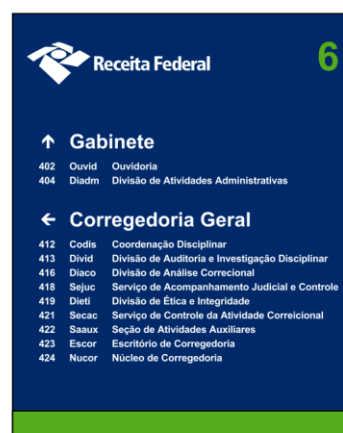 Receita Federal
6
↑ Gabinete
402 Ouvid Ouvidoria
404 Diadm Divisão de Atividades Administrativas
← Corregedoria Geral
412 Codis Coordenação Disciplinar
413 Divid Divisão de Auditoria e Investigação Disciplinar
416 Diaco Divisão de Análise Correcional
418 Sejuc Serviço de Acompanhamento Judicial e Controle
419 Dieti Divisão de Ética e Integridade
421 Secac Serviço de Controle da Atividade Correicional
422 Saaux Seção de Atividades Auxiliares
423 Escor Escritório de Corregedoria
424 Nucor Núcleo de Corregedoria